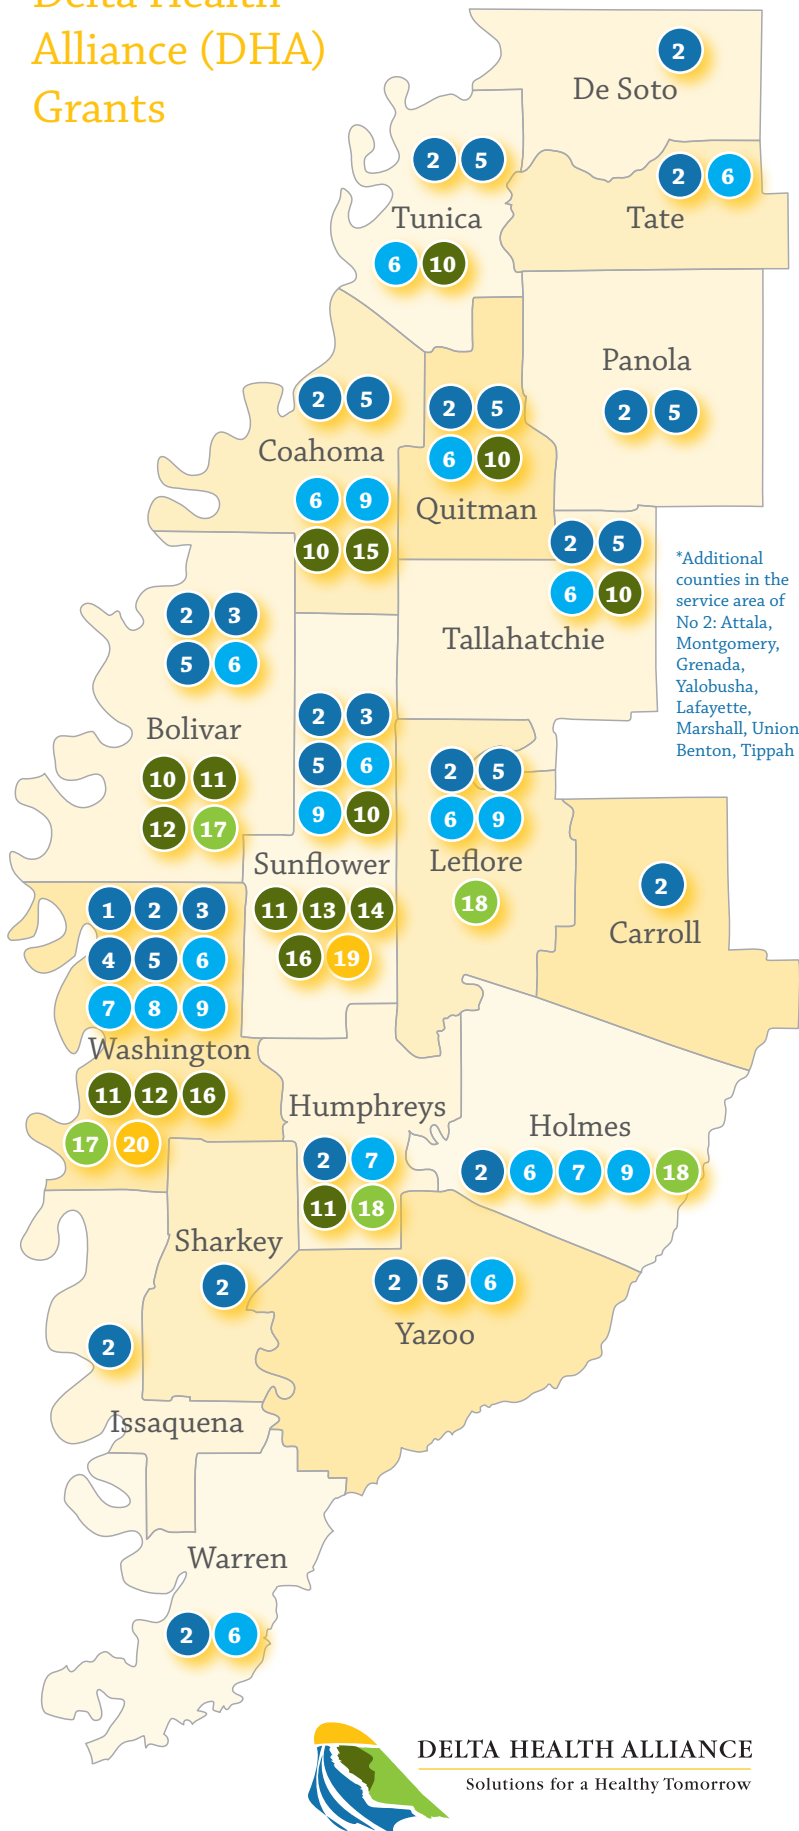 Delta Health
Alliance (DHA)
Grants
2
De Soto
2 6
Tate
2 5
Tunica
6 10
Panola
2 5
2 5
Coahoma
6 9
10 15
2 5
6 10
Quitman
2 5
6 10
Tallahatchie
*Additional
counties in the
service area of
No 2: Attala,
Montgomery,
Grenada,
Yalobusha,
Lafayette,
Marshall, Union
Benton, Tippah
2 3
5 6
Bolivar
10 11
12 17
2 3
5 6
9 10
Sunflower
11 13 14
16 19
2 5
6 9
Leflore
18
2
Carroll
1 2 3
4 5 6
7 8 9
Washington
11 12 16
17 20
Humphreys
2 7
11 18
Holmes
2 6 7 9 18
Sharkey
2
2 5 6
Yazoo
2
Issaquena
Warren
2 6
DELTA HEALTH ALLIANCE
Solutions for a Healthy Tomorrow